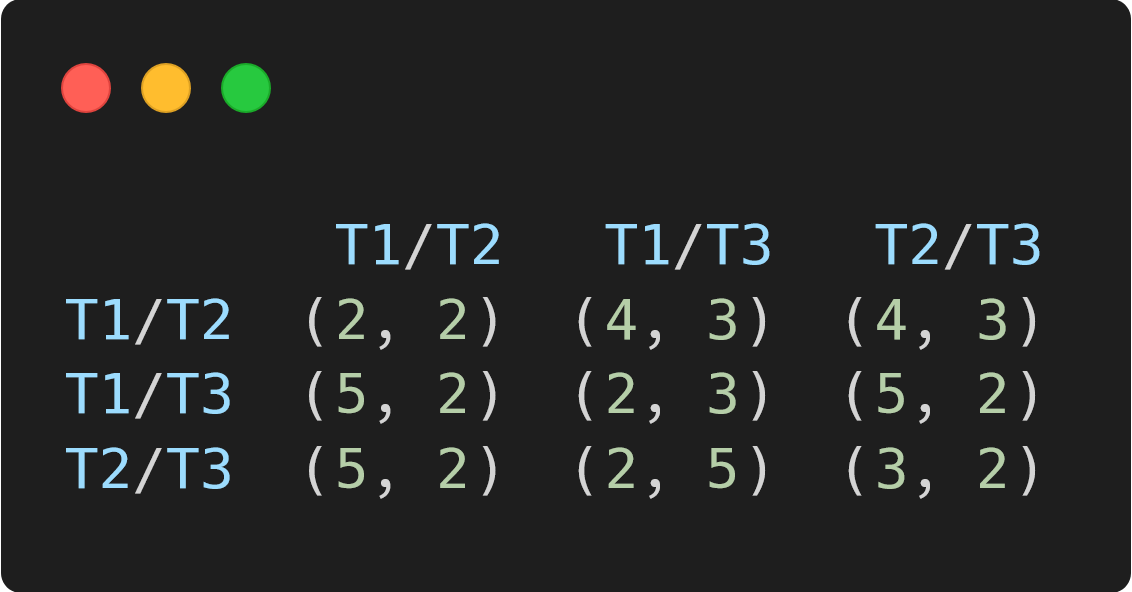 T1/T2 T1/T3 T2/T3
T1/T2 (2, 2) (4, 3) (4, 3)
T1/T3 (5, 2) (2, 3) (5, 2)
T2/T3 (5, 2) (2, 5) (3, 2)